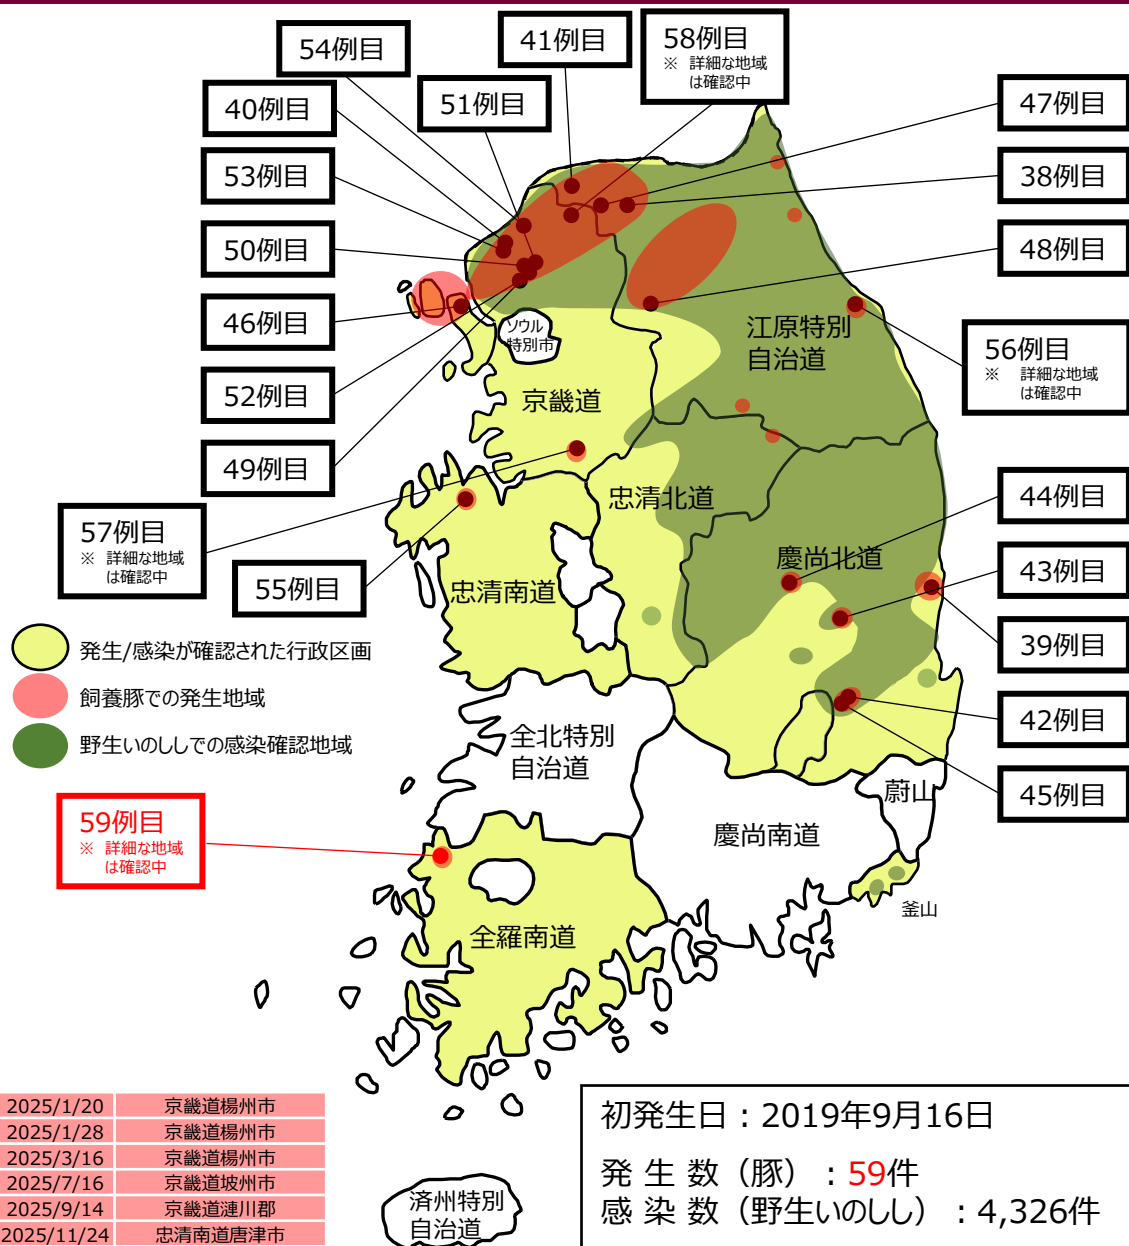 54例目
41例目
58例目
※ 詳細な地域
は確認中
40例目
51例目
47例目
53例目
38例目
50例目
48例目
46例目
ソウル
特別市
江原特別
自治道
56例目
※ 詳細な地域
は確認中
52例目
京畿道
49例目
忠清北道
44例目
57例目
※ 詳細な地域
は確認中
55例目
忠清南道
慶尚北道
43例目
39例目
発生/感染が確認された行政区画
飼養豚での発生地域
野生いのししでの感染確認地域
42例目
全北特別
自治道
蔚山
45例目
59例目
※ 詳細な地域
は確認中
慶尚南道
釜山
全羅南道
2025/1/20 京畿道楊州市
2025/1/28 京畿道楊州市
2025/3/16 京畿道楊州市
2025/7/16 京畿道坡州市
2025/9/14 京畿道漣川郡
2025/11/24 忠清南道唐津市
済州特別
自治道
初発生日：2019年9月16日
発 生 数（豚）：59件
感 染 数（野生いのしし）：4,326件